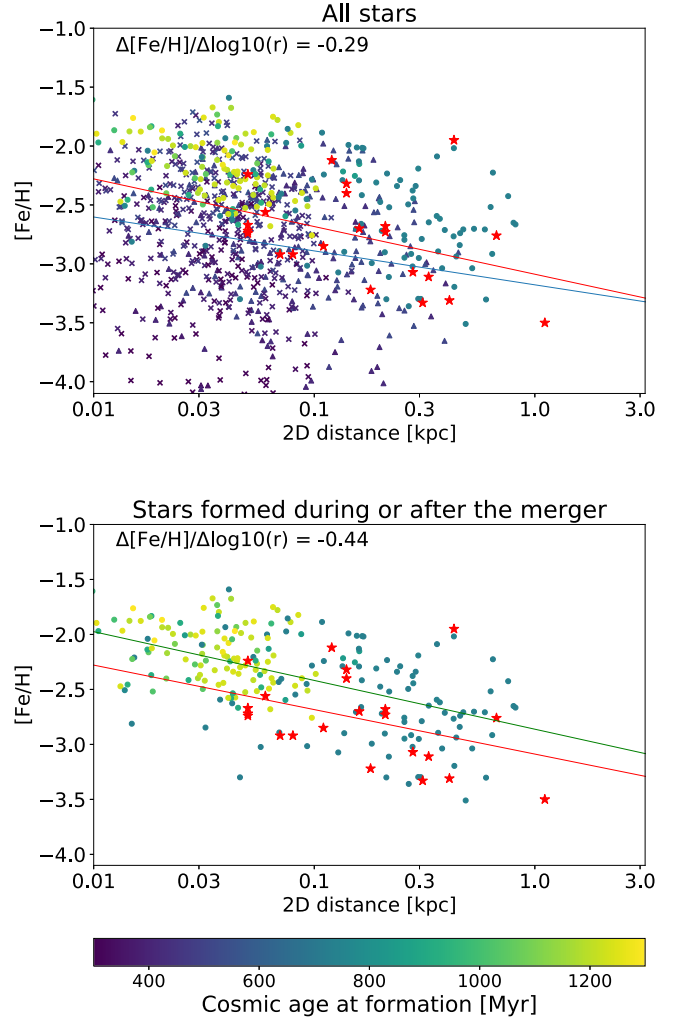 All stars
Δ[Fe/H]/Δlog10(r) = -0.29
−1.0
−1.5
−2.0
−2.5
−3.0
−3.5
−4.0
[Fe/H]
0.01 0.03 0.1 0.3 1.0 3.0
2D distance [kpc]
Stars formed during or after the merger
Δ[Fe/H]/Δlog10(r) = -0.44
−1.0
−1.5
−2.0
−2.5
−3.0
−3.5
−4.0
[Fe/H]
0.01 0.03 0.1 0.3 1.0 3.0
2D distance [kpc]
400 600 800 1000 1200
Cosmic age at formation [Myr]